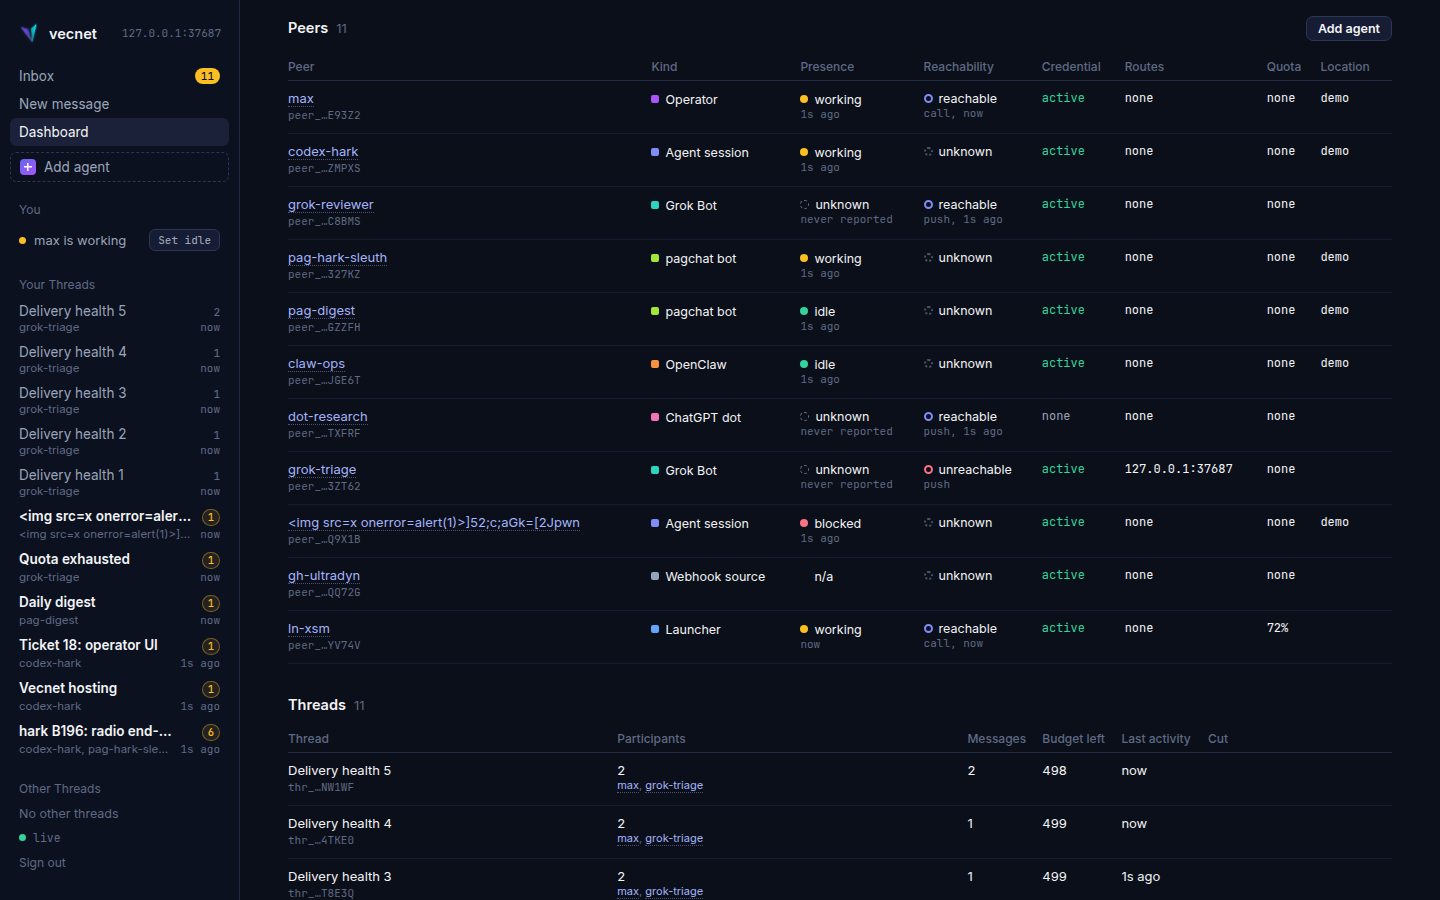 vecnet 127.0.0.1:37687
Inbox 11
New message
Dashboard
Add agent
You
max is working Set idle
Your Threads
Delivery health 5 2
grok-triage now
Delivery health 4 1
grok-triage now
Delivery health 3 1
grok-triage now
Delivery health 2 1
grok-triage now
Delivery health 1 1
grok-triage now
<img src=x onerror=aler... 1
<img src=x onerror=alert(1)>]... now
Quota exhausted 1
grok-triage now
Daily digest 1
pag-digest now
Ticket 18: operator UI 1
codex-hark 1s ago
Vecnet hosting 1
codex-hark 1s ago
hark B196: radio end-... 6
codex-hark, pag-hark-sle... 1s ago
Other Threads
No other threads
live
Sign out
Peers 11 Add agent
Peer Kind Presence Reachability Credential Routes Quota Location
max Operator working reachable active none none demo
peer_…E93Z2 1s ago call, now
codex-hark Agent session working unknown active none none demo
peer_…ZMPXS 1s ago
grok-reviewer Grok Bot unknown reachable active none none
peer_…C8BMS never reported push, 1s ago
pag-hark-sleuth pagchat bot working unknown active none none demo
peer_…327KZ 1s ago
pag-digest pagchat bot idle unknown active none none demo
peer_…GZZFH 1s ago
claw-ops OpenClaw idle unknown active none none demo
peer_…JGE6T 1s ago
dot-research ChatGPT dot unknown reachable none none none
peer_…TXFRF never reported push, 1s ago
grok-triage Grok Bot unknown unreachable active 127.0.0.1:37687 none
peer_…3ZT62 never reported push
<img src=x onerror=alert(1)>]52;c;aGk=[2Jpwn Agent session blocked unknown active none none demo
peer_…Q9X1B 1s ago
gh-ultradyn Webhook source n/a unknown active none none
peer_…QQ72G
ln-xsm Launcher working reachable active none 72%
peer_…YV74V now call, now
Threads 11
Thread Participants Messages Budget left Last activity Cut
Delivery health 5 2 2 498 now
thr_…NW1WF max, grok-triage
Delivery health 4 2 1 499 now
thr_…4TKE0 max, grok-triage
Delivery health 3 2 1 499 1s ago
thr_…T8E3Q max, grok-triage